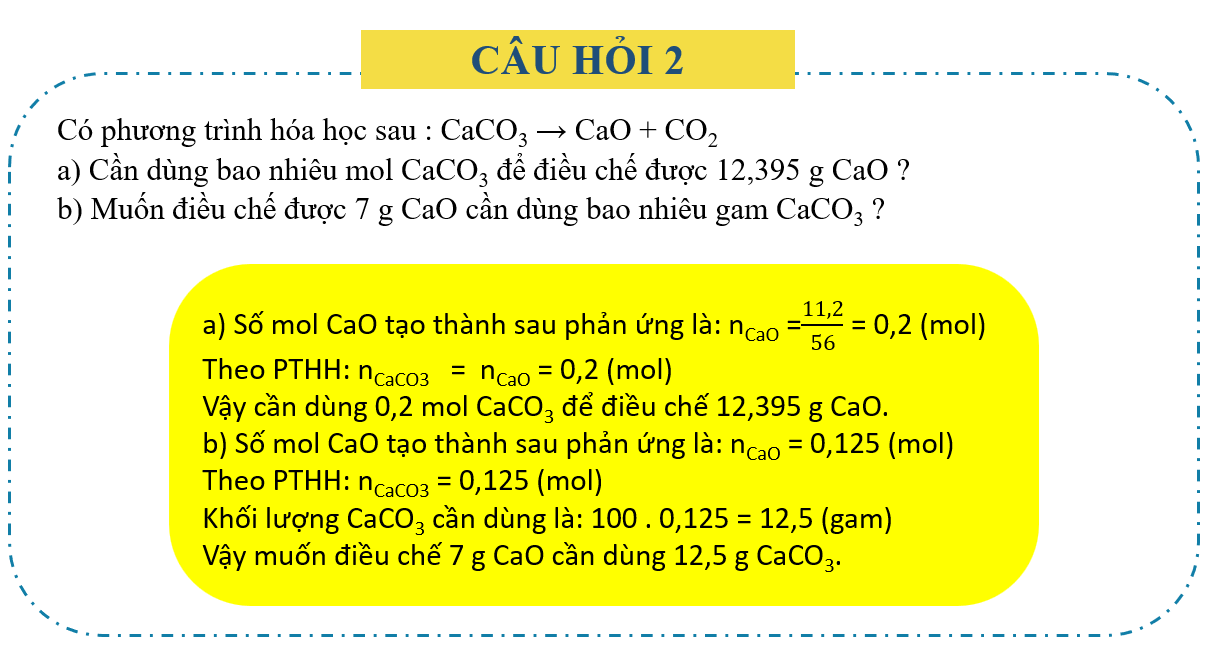 CÂU HỎI 2
Có phương trình hóa học sau : CaCO₃ → CaO + CO₂
a) Cần dùng bao nhiêu mol CaCO₃ để điều chế được 12,395 g CaO ?
b) Muốn điều chế được 7 g CaO cần dùng bao nhiêu gam CaCO₃ ?
a) Số mol CaO tạo thành sau phản ứng là: n_CaO = 11,2/56 = 0,2 (mol)
Theo PTHH: n_CaCO3 = n_CaO = 0,2 (mol)
Vậy cần dùng 0,2 mol CaCO₃ để điều chế 12,395 g CaO.
b) Số mol CaO tạo thành sau phản ứng là: n_CaO = 0,125 (mol)
Theo PTHH: n_CaCO3 = 0,125 (mol)
Khối lượng CaCO₃ cần dùng là: 100 . 0,125 = 12,5 (gam)
Vậy muốn điều chế 7 g CaO cần dùng 12,5 g CaCO₃.